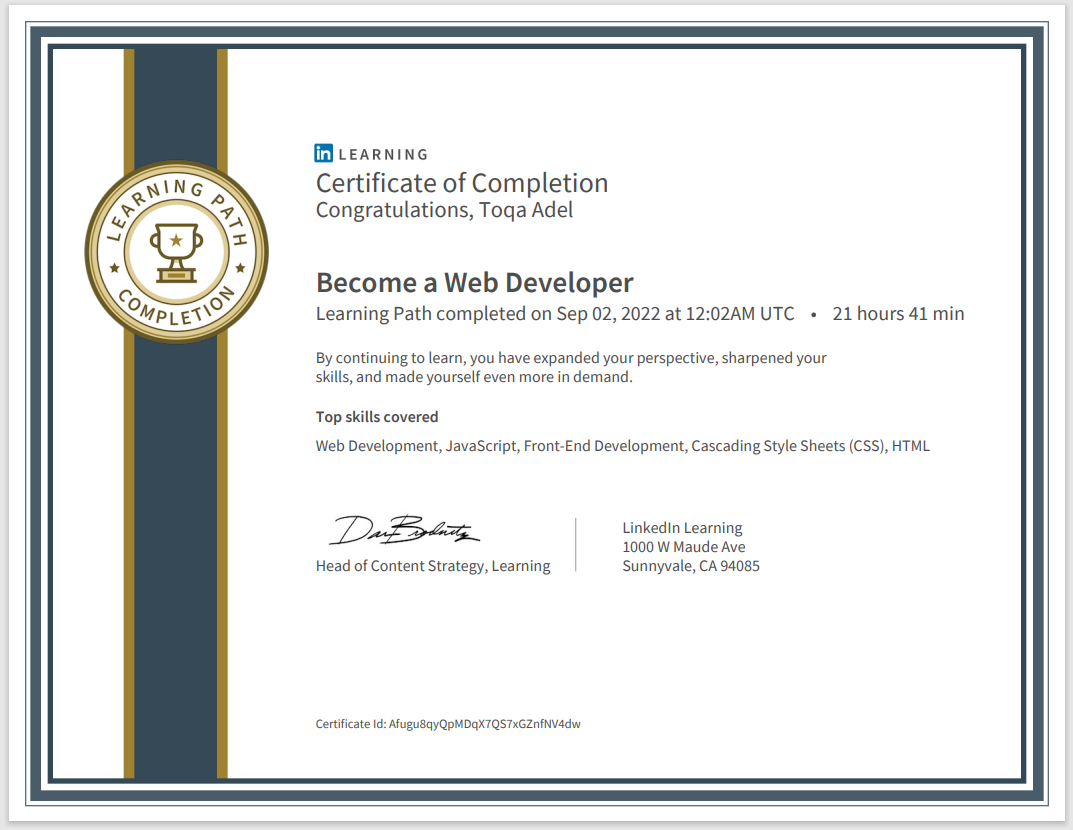 LEARNING PATH
COMPLETION
in LEARNING
Certificate of Completion
Congratulations, Toqa Adel
Become a Web Developer
Learning Path completed on Sep 02, 2022 at 12:02AM UTC • 21 hours 41 min
By continuing to learn, you have expanded your perspective, sharpened your
skills, and made yourself even more in demand.
Top skills covered
Web Development, JavaScript, Front-End Development, Cascading Style Sheets (CSS), HTML
Head of Content Strategy, Learning
LinkedIn Learning
1000 W Maude Ave
Sunnyvale, CA 94085
Certificate Id: Afugu8qyQpMDqX7QS7xGZnfNV4dw